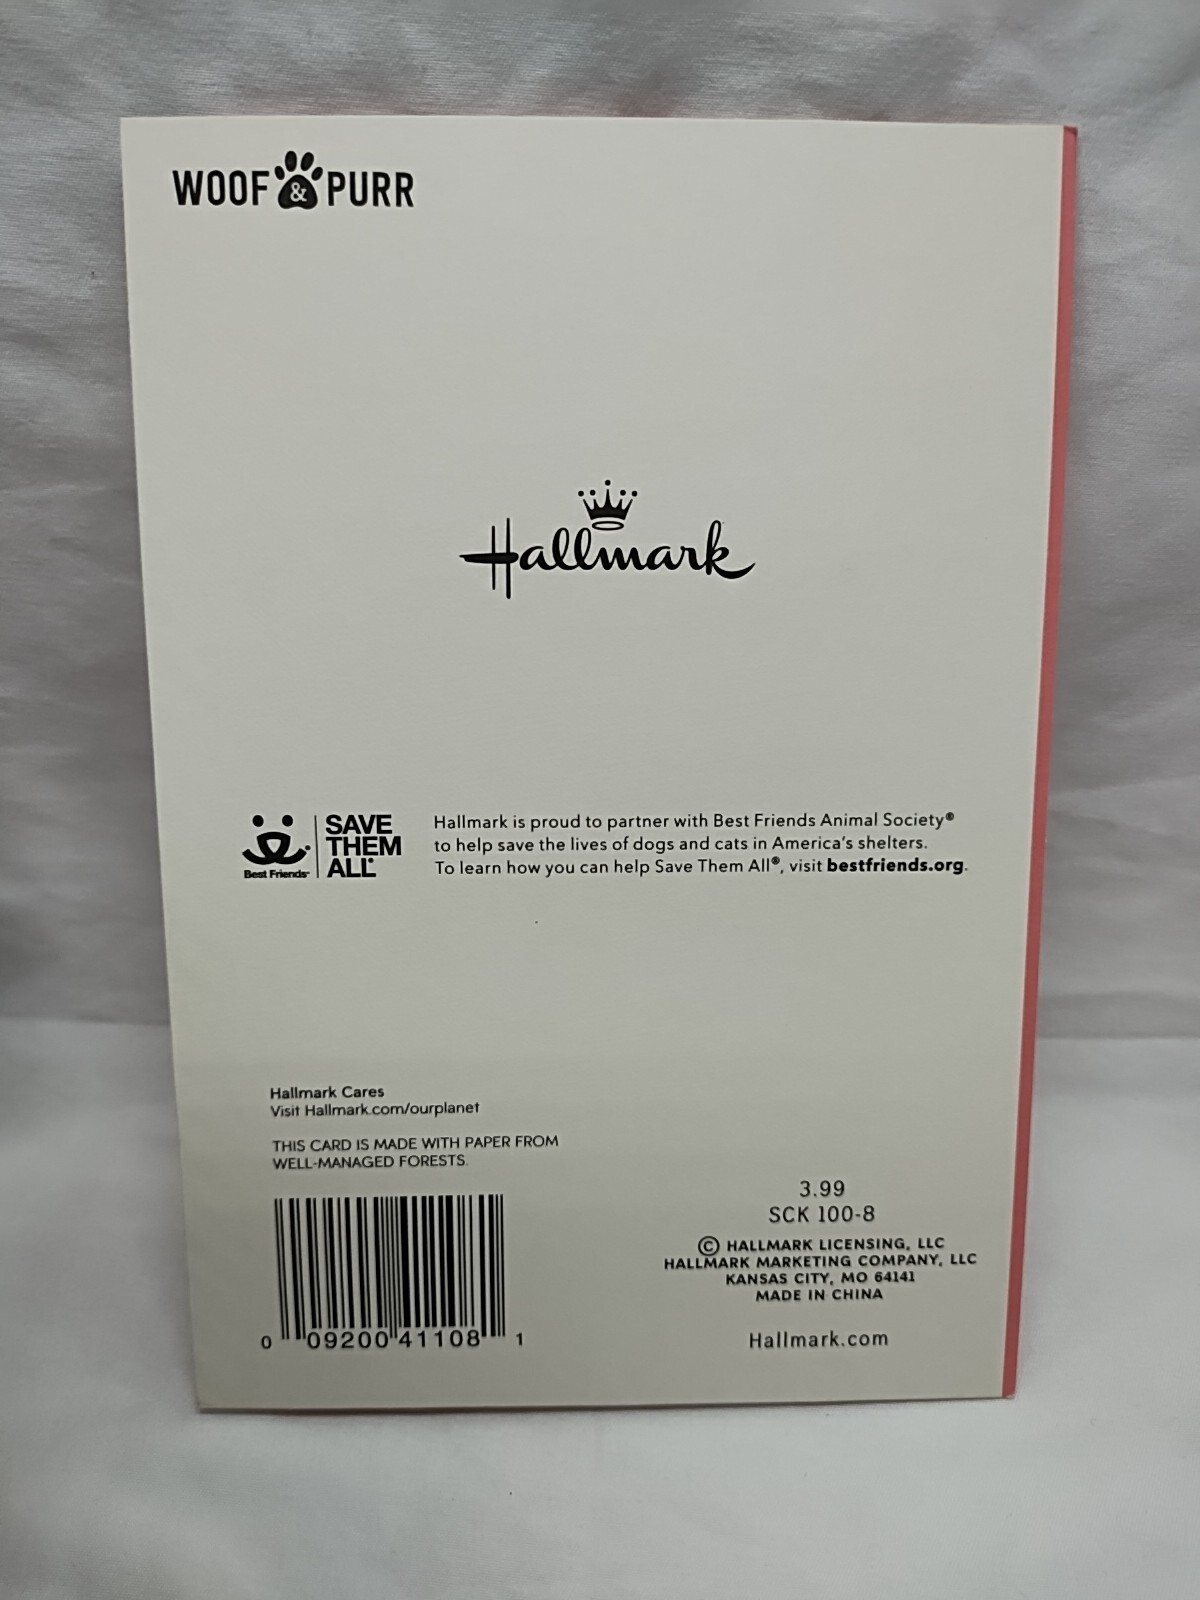 WOOF & PURR
Hallmark
Best Friends®
SAVE
THEM
ALL®
Hallmark is proud to partner with Best Friends Animal Society®
to help save the lives of dogs and cats in America's shelters.
To learn how you can help Save Them All®, visit bestfriends.org.
Hallmark Cares
Visit Hallmark.com/ourplanet
THIS CARD IS MADE WITH PAPER FROM
WELL-MANAGED FORESTS.
0 09200 41108 1
3.99
SCK 100-8
© HALLMARK LICENSING, LLC
HALLMARK MARKETING COMPANY, LLC
KANSAS CITY, MO 64141
MADE IN CHINA
Hallmark.com